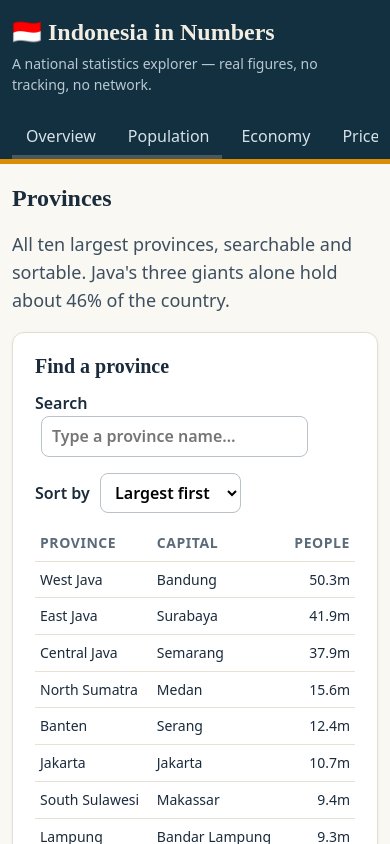 🇮🇩 Indonesia in Numbers
A national statistics explorer — real figures, no
tracking, no network.
Overview Population Economy Price
Provinces
All ten largest provinces, searchable and
sortable. Java's three giants alone hold
about 46% of the country.
Find a province
Search
Type a province name...
Sort by Largest first
PROVINCE CAPITAL PEOPLE
West Java Bandung 50.3m
East Java Surabaya 41.9m
Central Java Semarang 37.9m
North Sumatra Medan 15.6m
Banten Serang 12.4m
Jakarta Jakarta 10.7m
South Sulawesi Makassar 9.4m
Lampung Bandar Lampung 9.3m